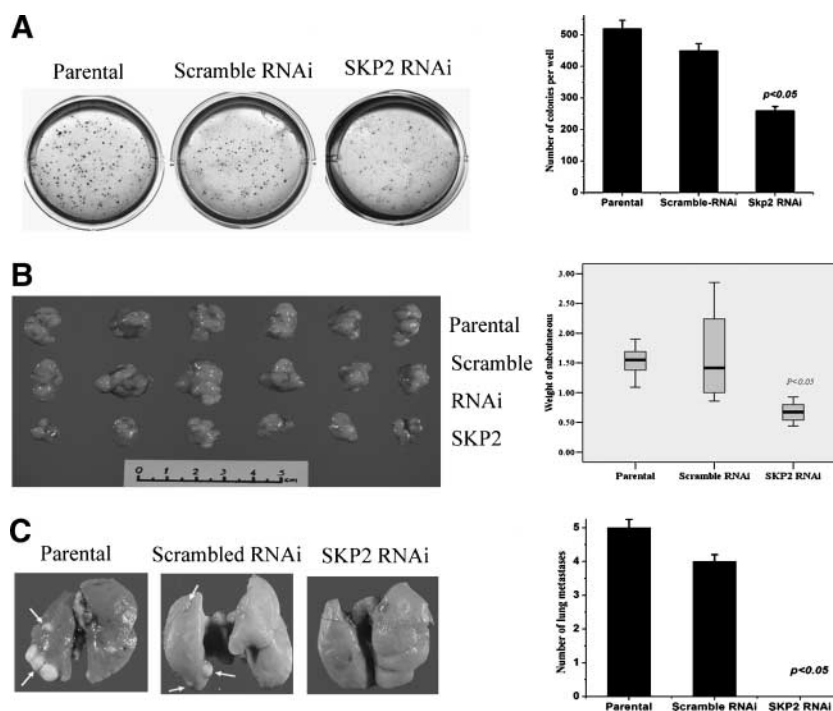 A
Parental Scramble RNAi SKP2 RNAi
Number of colonies per well
500
400
300
200
100
0
p<0.05
Parental Scramble-RNAi Skp2 RNAi
B
Parental
Scramble
RNAi
SKP2
0 1 2 3 4 5
cm
Weight of subcutaneous
3.00
2.50
2.00
1.50
1.00
0.50
0.00
P<0.05
Parental Scramble RNAi SKP2 RNAi
C
Parental Scrambled RNAi SKP2 RNAi
Number of lung metastases
5
4
3
2
1
0
p<0.05
Parental Scramble RNAi SKP2 RNAi